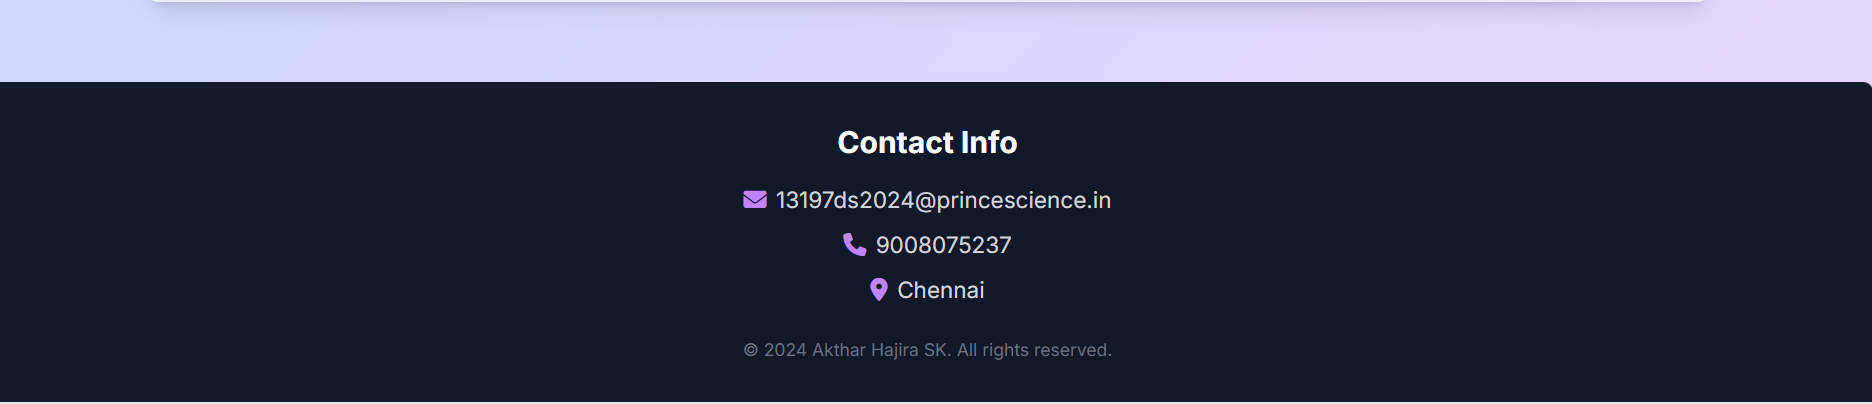 Contact Info
13197ds2024@princescience.in
9008075237
Chennai
© 2024 Akthar Hajira SK. All rights reserved.